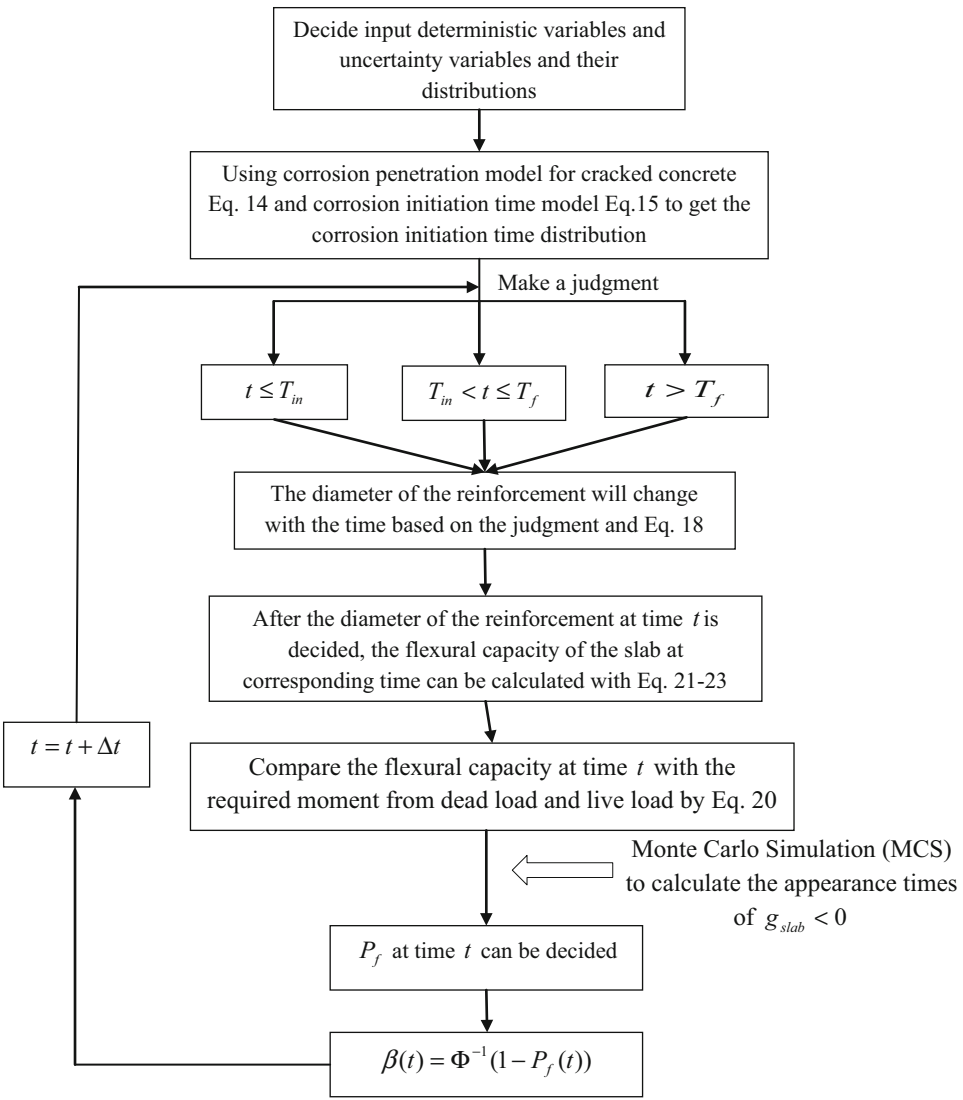 Decide input deterministic variables and
uncertainty variables and their
distributions
Using corrosion penetration model for cracked concrete
Eq. 14 and corrosion initiation time model Eq.15 to get the
corrosion initiation time distribution
Make a judgment
t ≤ T_in
T_in < t ≤ T_f
t > T_f
The diameter of the reinforcement will change
with the time based on the judgment and Eq. 18
After the diameter of the reinforcement at time t is
decided, the flexural capacity of the slab at
corresponding time can be calculated with Eq. 21-23
t = t + Δt
Compare the flexural capacity at time t with the
required moment from dead load and live load by Eq. 20
Monte Carlo Simulation (MCS)
to calculate the appearance times
of g_slab < 0
P_f at time t can be decided
β(t) = Φ⁻¹(1 − P_f(t))